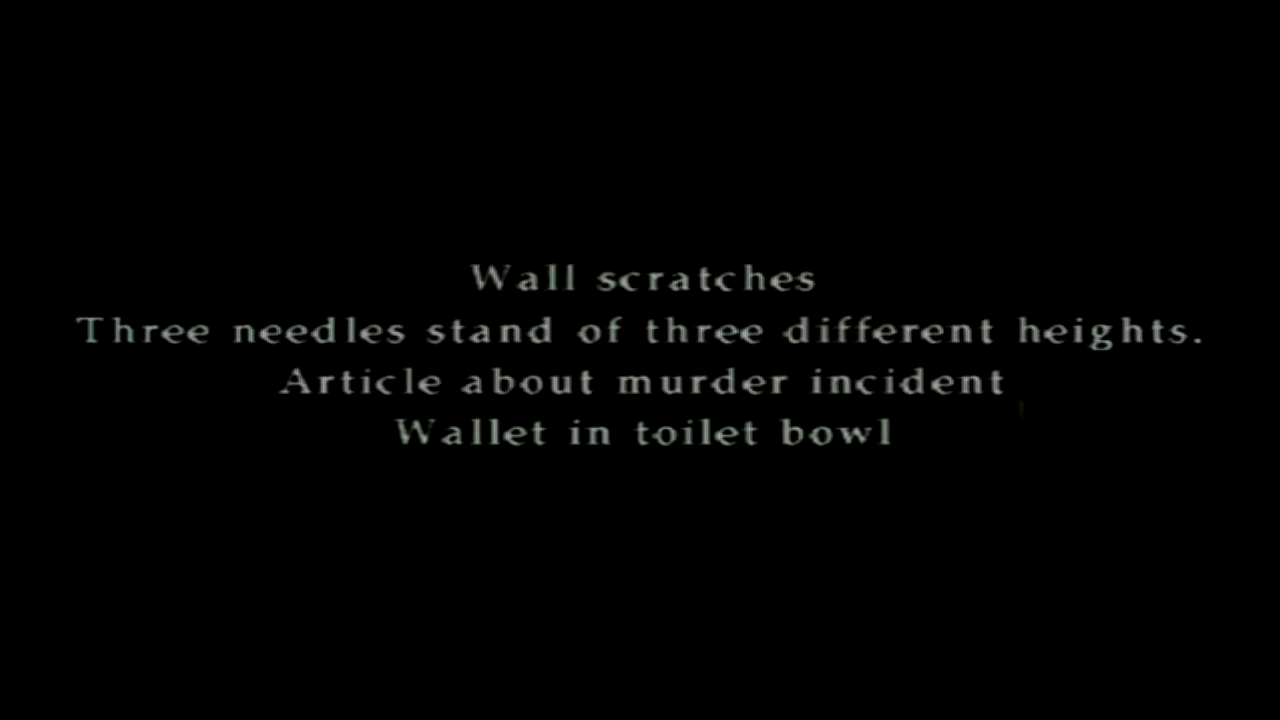 Wall scratches
Three needles stand of three different heights.
Article about murder incident
Wallet in toilet bowl